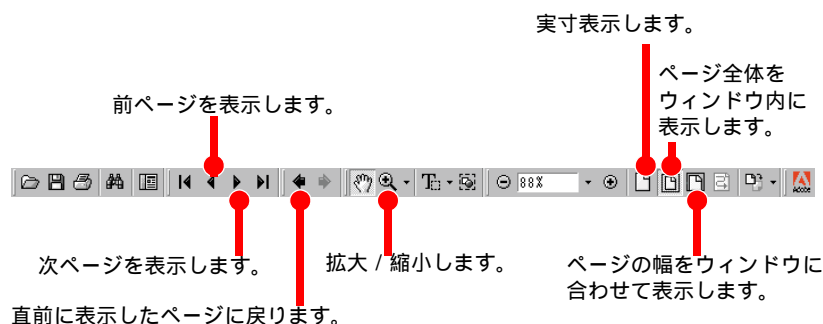 実寸表示します。
ページ全体を
ウィンドウ内に
表示します。
前ページを表示します。
88%
Adobe
次ページを表示します。
拡大 / 縮小します。
ページの幅をウィンドウに
合わせて表示します。
直前に表示したページに戻ります。